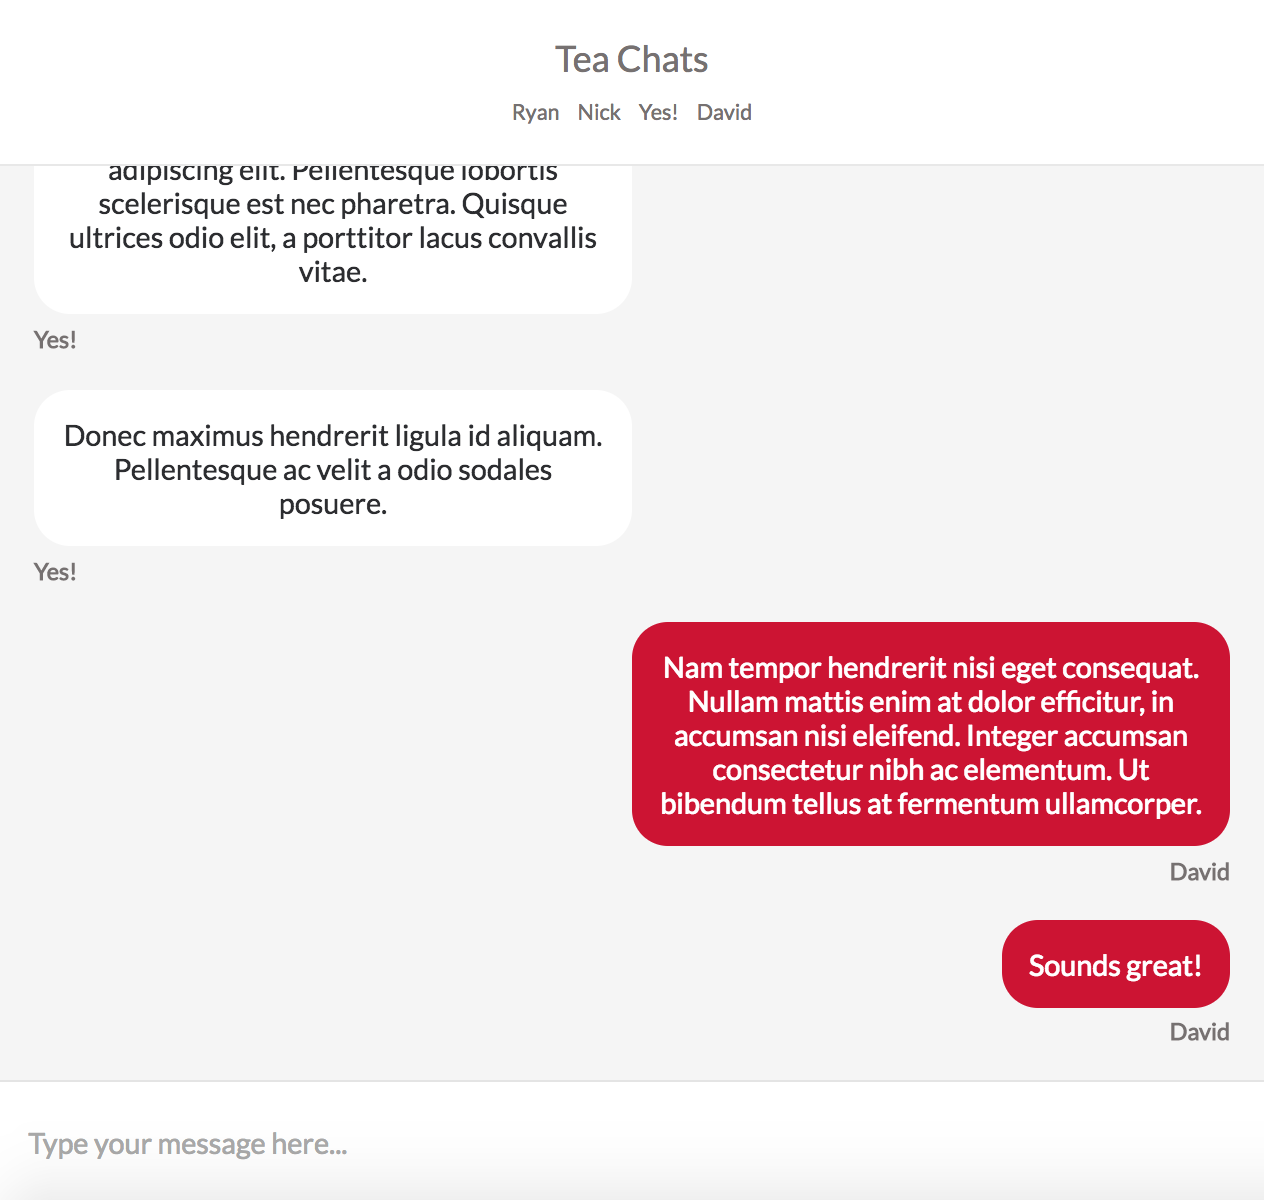 Tea Chats
Ryan Nick Yes! David
adipiscing elit. Pellentesque lobortis
scelerisque est nec pharetra. Quisque
ultrices odio elit, a porttitor lacus convallis
vitae.
Yes!
Donec maximus hendrerit ligula id aliquam.
Pellentesque ac velit a odio sodales
posuere.
Yes!
Nam tempor hendrerit nisi eget consequat.
Nullam mattis enim at dolor efficitur, in
accumsan nisi eleifend. Integer accumsan
consectetur nibh ac elementum. Ut
bibendum tellus at fermentum ullamcorper.
David
Sounds great!
David
Type your message here...